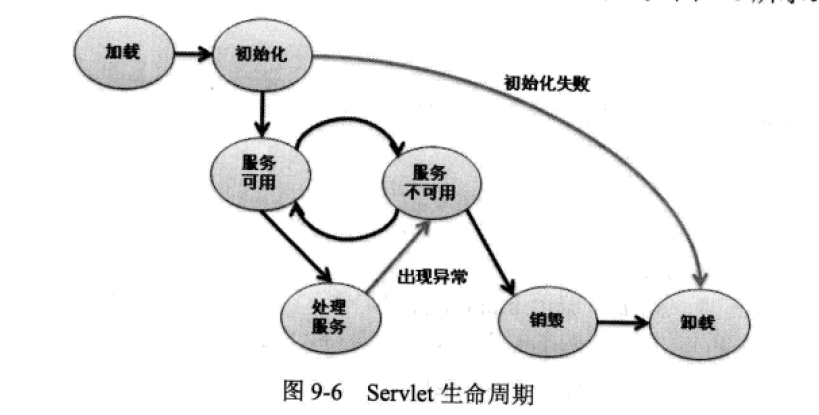 加载
初始化
初始化失败
服务
可用
服务
不可用
出现异常
处理
服务
销毁
卸载
图 9-6 Servlet 生命周期